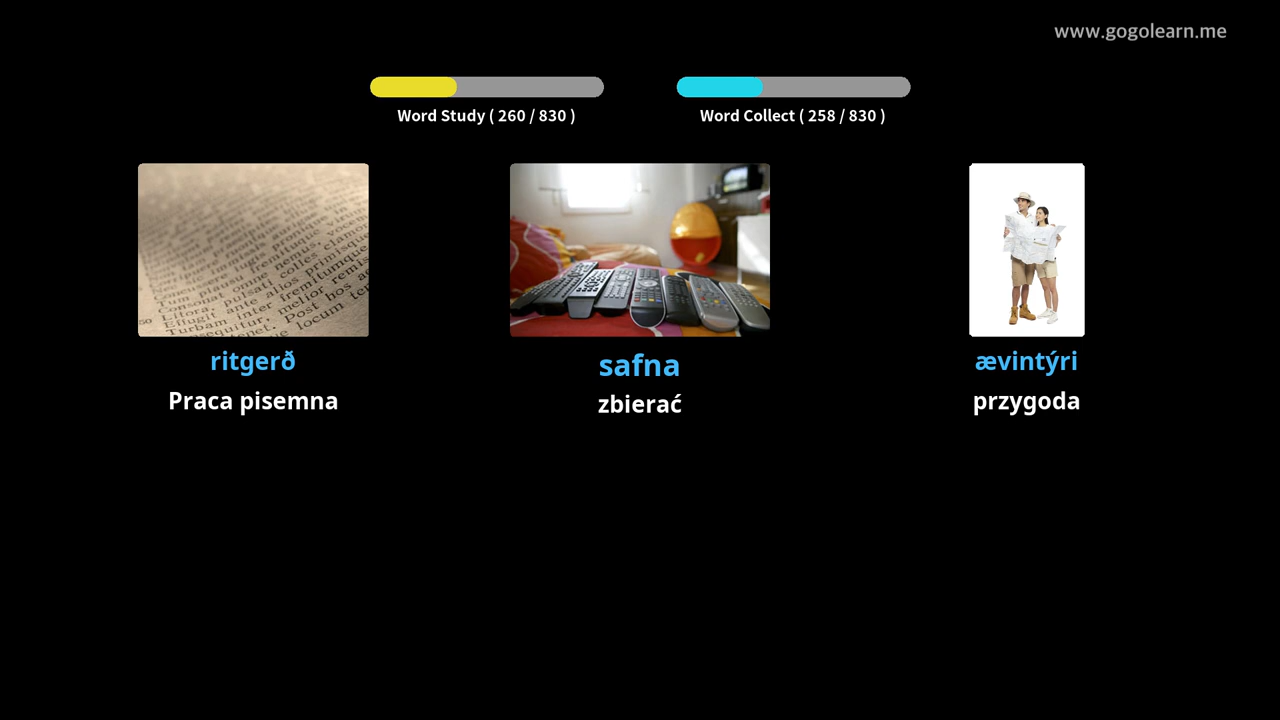 www.gogolearn.me
Word Study ( 260 / 830 )
Word Collect ( 258 / 830 )
ritgerð
safna
ævintýri
Praca pisemna
zbierać
przygoda